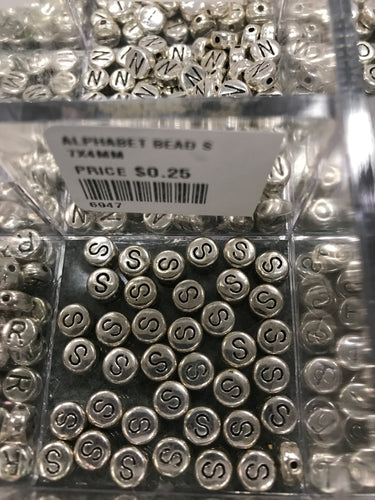 ALPHABET BEAD S
7X4MM
PRICE $0.25
6947